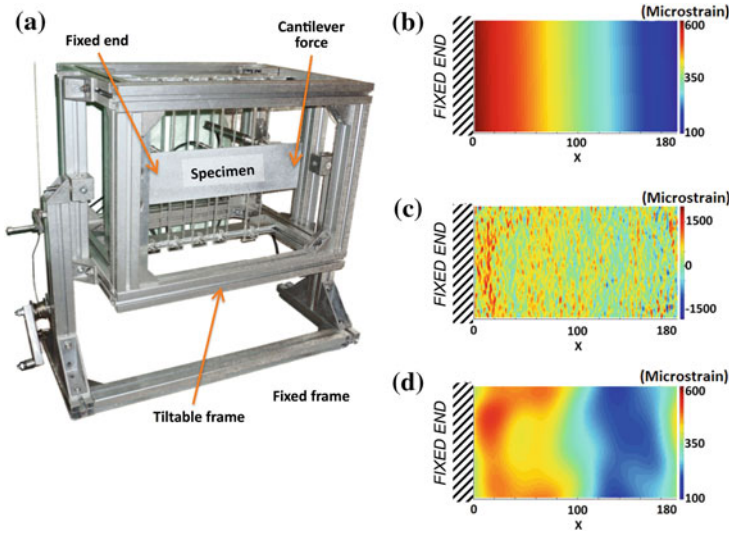 (a)
Fixed end
Cantilever
force
Specimen
Tiltable frame
Fixed frame
(b)
(Microstrain)
FIXED END
600
350
100
0
100
180
X
(c)
(Microstrain)
FIXED END
1500
0
-1500
0
100
180
X
(d)
(Microstrain)
FIXED END
600
350
100
0
100
180
X